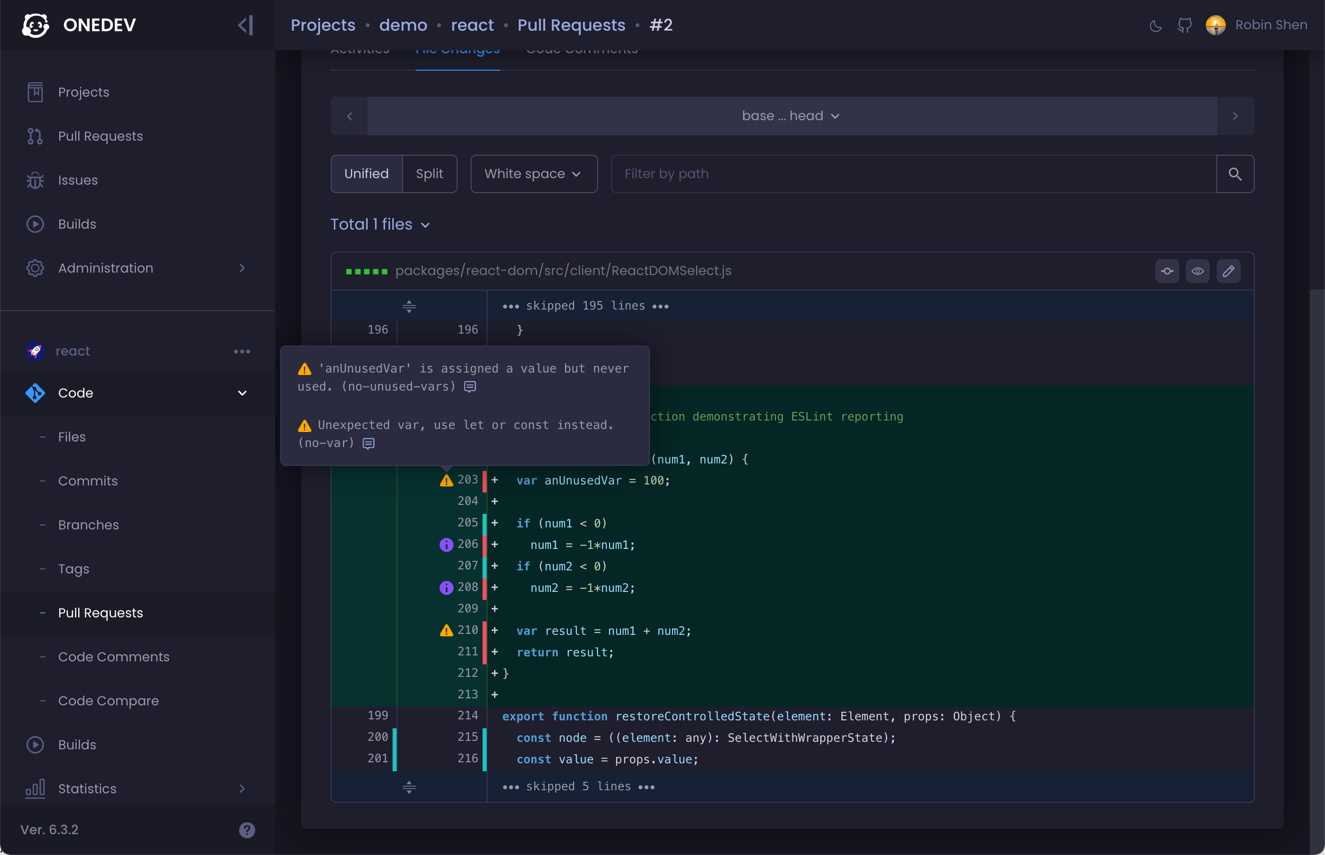 ONEDEV
Projects • demo • react • Pull Requests • #2
Robin Shen
Projects
Pull Requests
Issues
Builds
Administration
react
Code
Files
Commits
Branches
Tags
Pull Requests
Code Comments
Code Compare
Builds
Statistics
Ver. 6.3.2
Activities File Changes Code Comments
base ... head
Unified Split White space Filter by path
Total 1 files
packages/react-dom/src/client/ReactDOMSelect.js
••• skipped 195 lines •••
196 196 }
'anUnusedVar' is assigned a value but never
used. (no-unused-vars)
Unexpected var, use let or const instead.
(no-var)
ction demonstrating ESLint reporting
(num1, num2) {
203 + var anUnusedVar = 100;
204 +
205 + if (num1 < 0)
206 + num1 = -1*num1;
207 + if (num2 < 0)
208 + num2 = -1*num2;
209 +
210 + var result = num1 + num2;
211 + return result;
212 +}
213 +
199 214 export function restoreControlledState(element: Element, props: Object) {
200 215 const node = ((element: any): SelectWithWrapperState);
201 216 const value = props.value;
••• skipped 5 lines •••